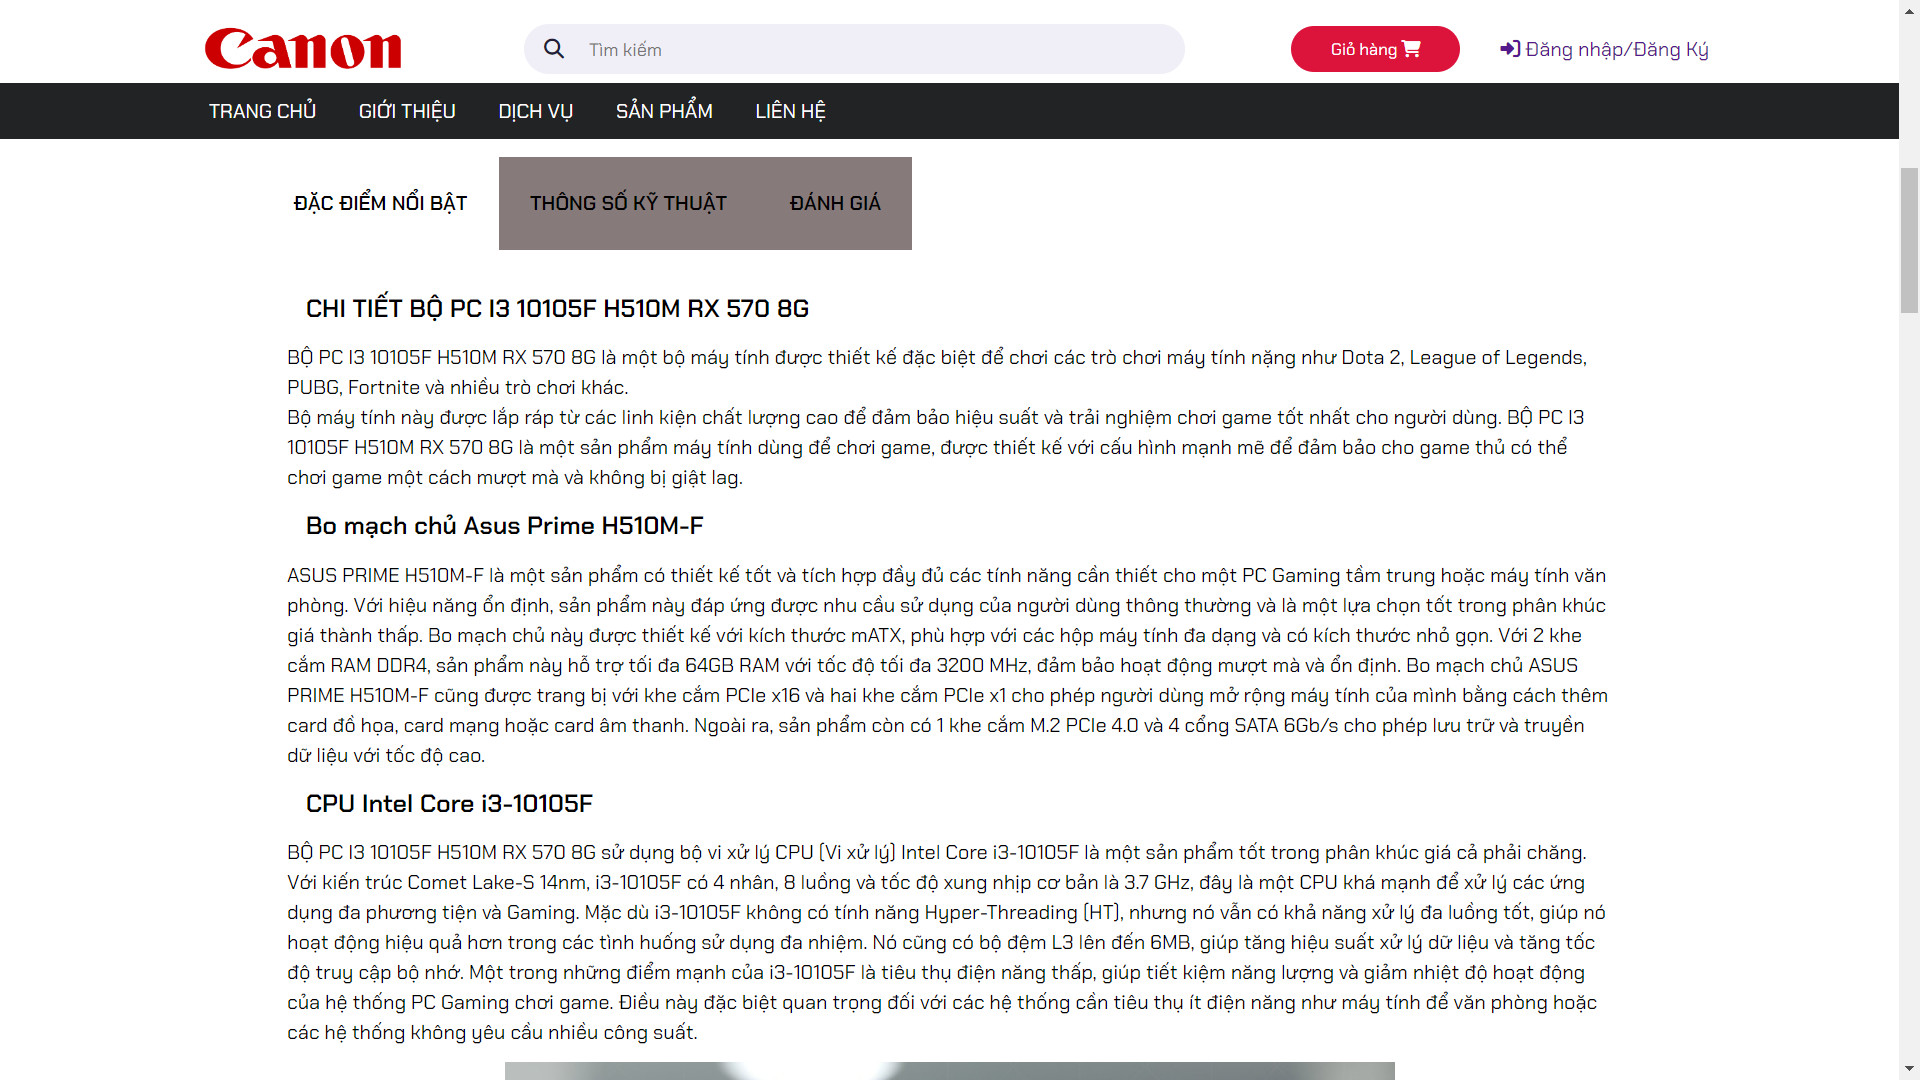 Canon
Tìm kiếm
Giỏ hàng
Đăng nhập/Đăng Ký
TRANG CHỦ
GIỚI THIỆU
DỊCH VỤ
SẢN PHẨM
LIÊN HỆ
ĐẶC ĐIỂM NỔI BẬT
THÔNG SỐ KỸ THUẬT
ĐÁNH GIÁ
CHI TIẾT BỘ PC I3 10105F H510M RX 570 8G
BỘ PC I3 10105F H510M RX 570 8G là một bộ máy tính được thiết kế đặc biệt để chơi các trò chơi máy tính nặng như Dota 2, League of Legends,
PUBG, Fortnite và nhiều trò chơi khác.
Bộ máy tính này được lắp ráp từ các linh kiện chất lượng cao để đảm bảo hiệu suất và trải nghiệm chơi game tốt nhất cho người dùng. BỘ PC I3
10105F H510M RX 570 8G là một sản phẩm máy tính dùng để chơi game, được thiết kế với cấu hình mạnh mẽ để đảm bảo cho game thủ có thể
chơi game một cách mượt mà và không bị giật lag.
Bo mạch chủ Asus Prime H510M-F
ASUS PRIME H510M-F là một sản phẩm có thiết kế tốt và tích hợp đầy đủ các tính năng cần thiết cho một PC Gaming tầm trung hoặc máy tính văn
phòng. Với hiệu năng ổn định, sản phẩm này đáp ứng được nhu cầu sử dụng của người dùng thông thường và là một lựa chọn tốt trong phân khúc
giá thành thấp. Bo mạch chủ này được thiết kế với kích thước mATX, phù hợp với các hộp máy tính đa dạng và có kích thước nhỏ gọn. Với 2 khe
cắm RAM DDR4, sản phẩm này hỗ trợ tối đa 64GB RAM với tốc độ tối đa 3200 MHz, đảm bảo hoạt động mượt mà và ổn định. Bo mạch chủ ASUS
PRIME H510M-F cũng được trang bị với khe cắm PCIe x16 và hai khe cắm PCIe x1 cho phép người dùng mở rộng máy tính của mình bằng cách thêm
card đồ họa, card mạng hoặc card âm thanh. Ngoài ra, sản phẩm còn có 1 khe cắm M.2 PCIe 4.0 và 4 cổng SATA 6Gb/s cho phép lưu trữ và truyền
dữ liệu với tốc độ cao.
CPU Intel Core i3-10105F
BỘ PC I3 10105F H510M RX 570 8G sử dụng bộ vi xử lý CPU (Vi xử lý) Intel Core i3-10105F là một sản phẩm tốt trong phân khúc giá cả phải chăng.
Với kiến trúc Comet Lake-S 14nm, i3-10105F có 4 nhân, 8 luồng và tốc độ xung nhịp cơ bản là 3.7 GHz, đây là một CPU khá mạnh để xử lý các ứng
dụng đa phương tiện và Gaming. Mặc dù i3-10105F không có tính năng Hyper-Threading (HT), nhưng nó vẫn có khả năng xử lý đa luồng tốt, giúp nó
hoạt động hiệu quả hơn trong các tình huống sử dụng đa nhiệm. Nó cũng có bộ đệm L3 lên đến 6MB, giúp tăng hiệu suất xử lý dữ liệu và tăng tốc
độ truy cập bộ nhớ. Một trong những điểm mạnh của i3-10105F là tiêu thụ điện năng thấp, giúp tiết kiệm năng lượng và giảm nhiệt độ hoạt động
của hệ thống PC Gaming chơi game. Điều này đặc biệt quan trọng đối với các hệ thống cần tiêu thụ ít điện năng như máy tính để văn phòng hoặc
các hệ thống không yêu cầu nhiều công suất.